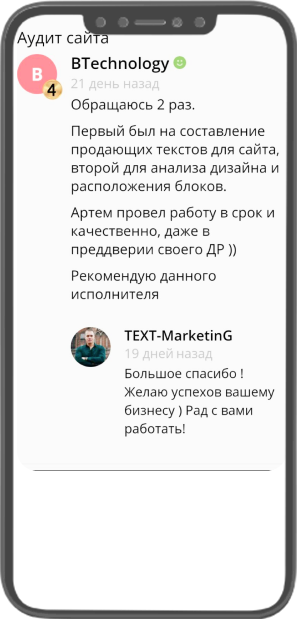 Аудит сайта
B
4
BTechnology
21 день назад
Обращаюсь 2 раз.
Первый был на составление
продающих текстов для сайта,
второй для анализа дизайна и
расположения блоков.
Артем провел работу в срок и
качественно, даже в
преддверии своего ДР ))
Рекомендую данного
исполнителя
TEXT-MarketinG
19 дней назад
Большое спасибо !
Желаю успехов вашему
бизнесу ) Рад с вами
работать!